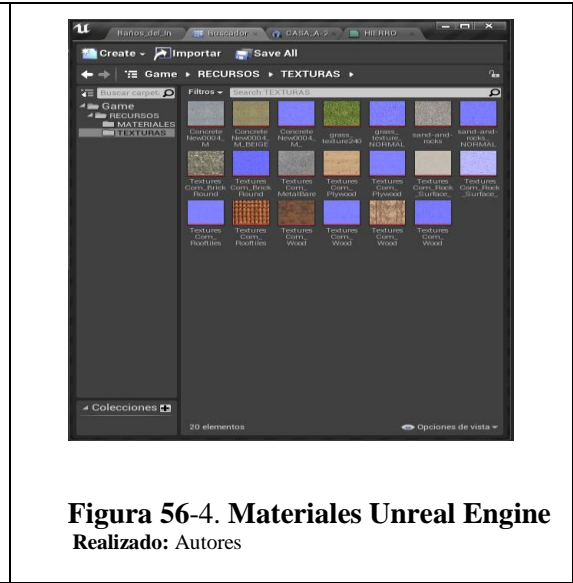 Baños_del_In Buscador CASA_A-2 HIERRO
Create Importar Save All
Game RECURSOS TEXTURAS
Buscar carpet Filtros Search TEXTURAS
Game
RECURSOS
MATERIALES
TEXTURAS
Concrete Concrete Concrete grass_ grass_ sand-and- sand-and-
New0004_ New0004_ New0004_ texture240 texture_ rocks rocks_
M M_BEIGE M_ NORMAL NORMAL
Textures Textures Textures Textures Textures Textures Textures
Com_Brick Com_Brick Com_ Com_ Com_ Com_Rock Com_Rock
Round Round MetalBare Plywood Plywood _Surface_ _Surface_
Textures Textures Textures Textures Textures Textures
Com_ Com_ Com_ Com_ Com_ Com_
Rooftiles Rooftiles Wood Wood Wood Wood
Colecciones
20 elementos Opciones de vista
Figura 56-4. Materiales Unreal Engine
Realizado: Autores